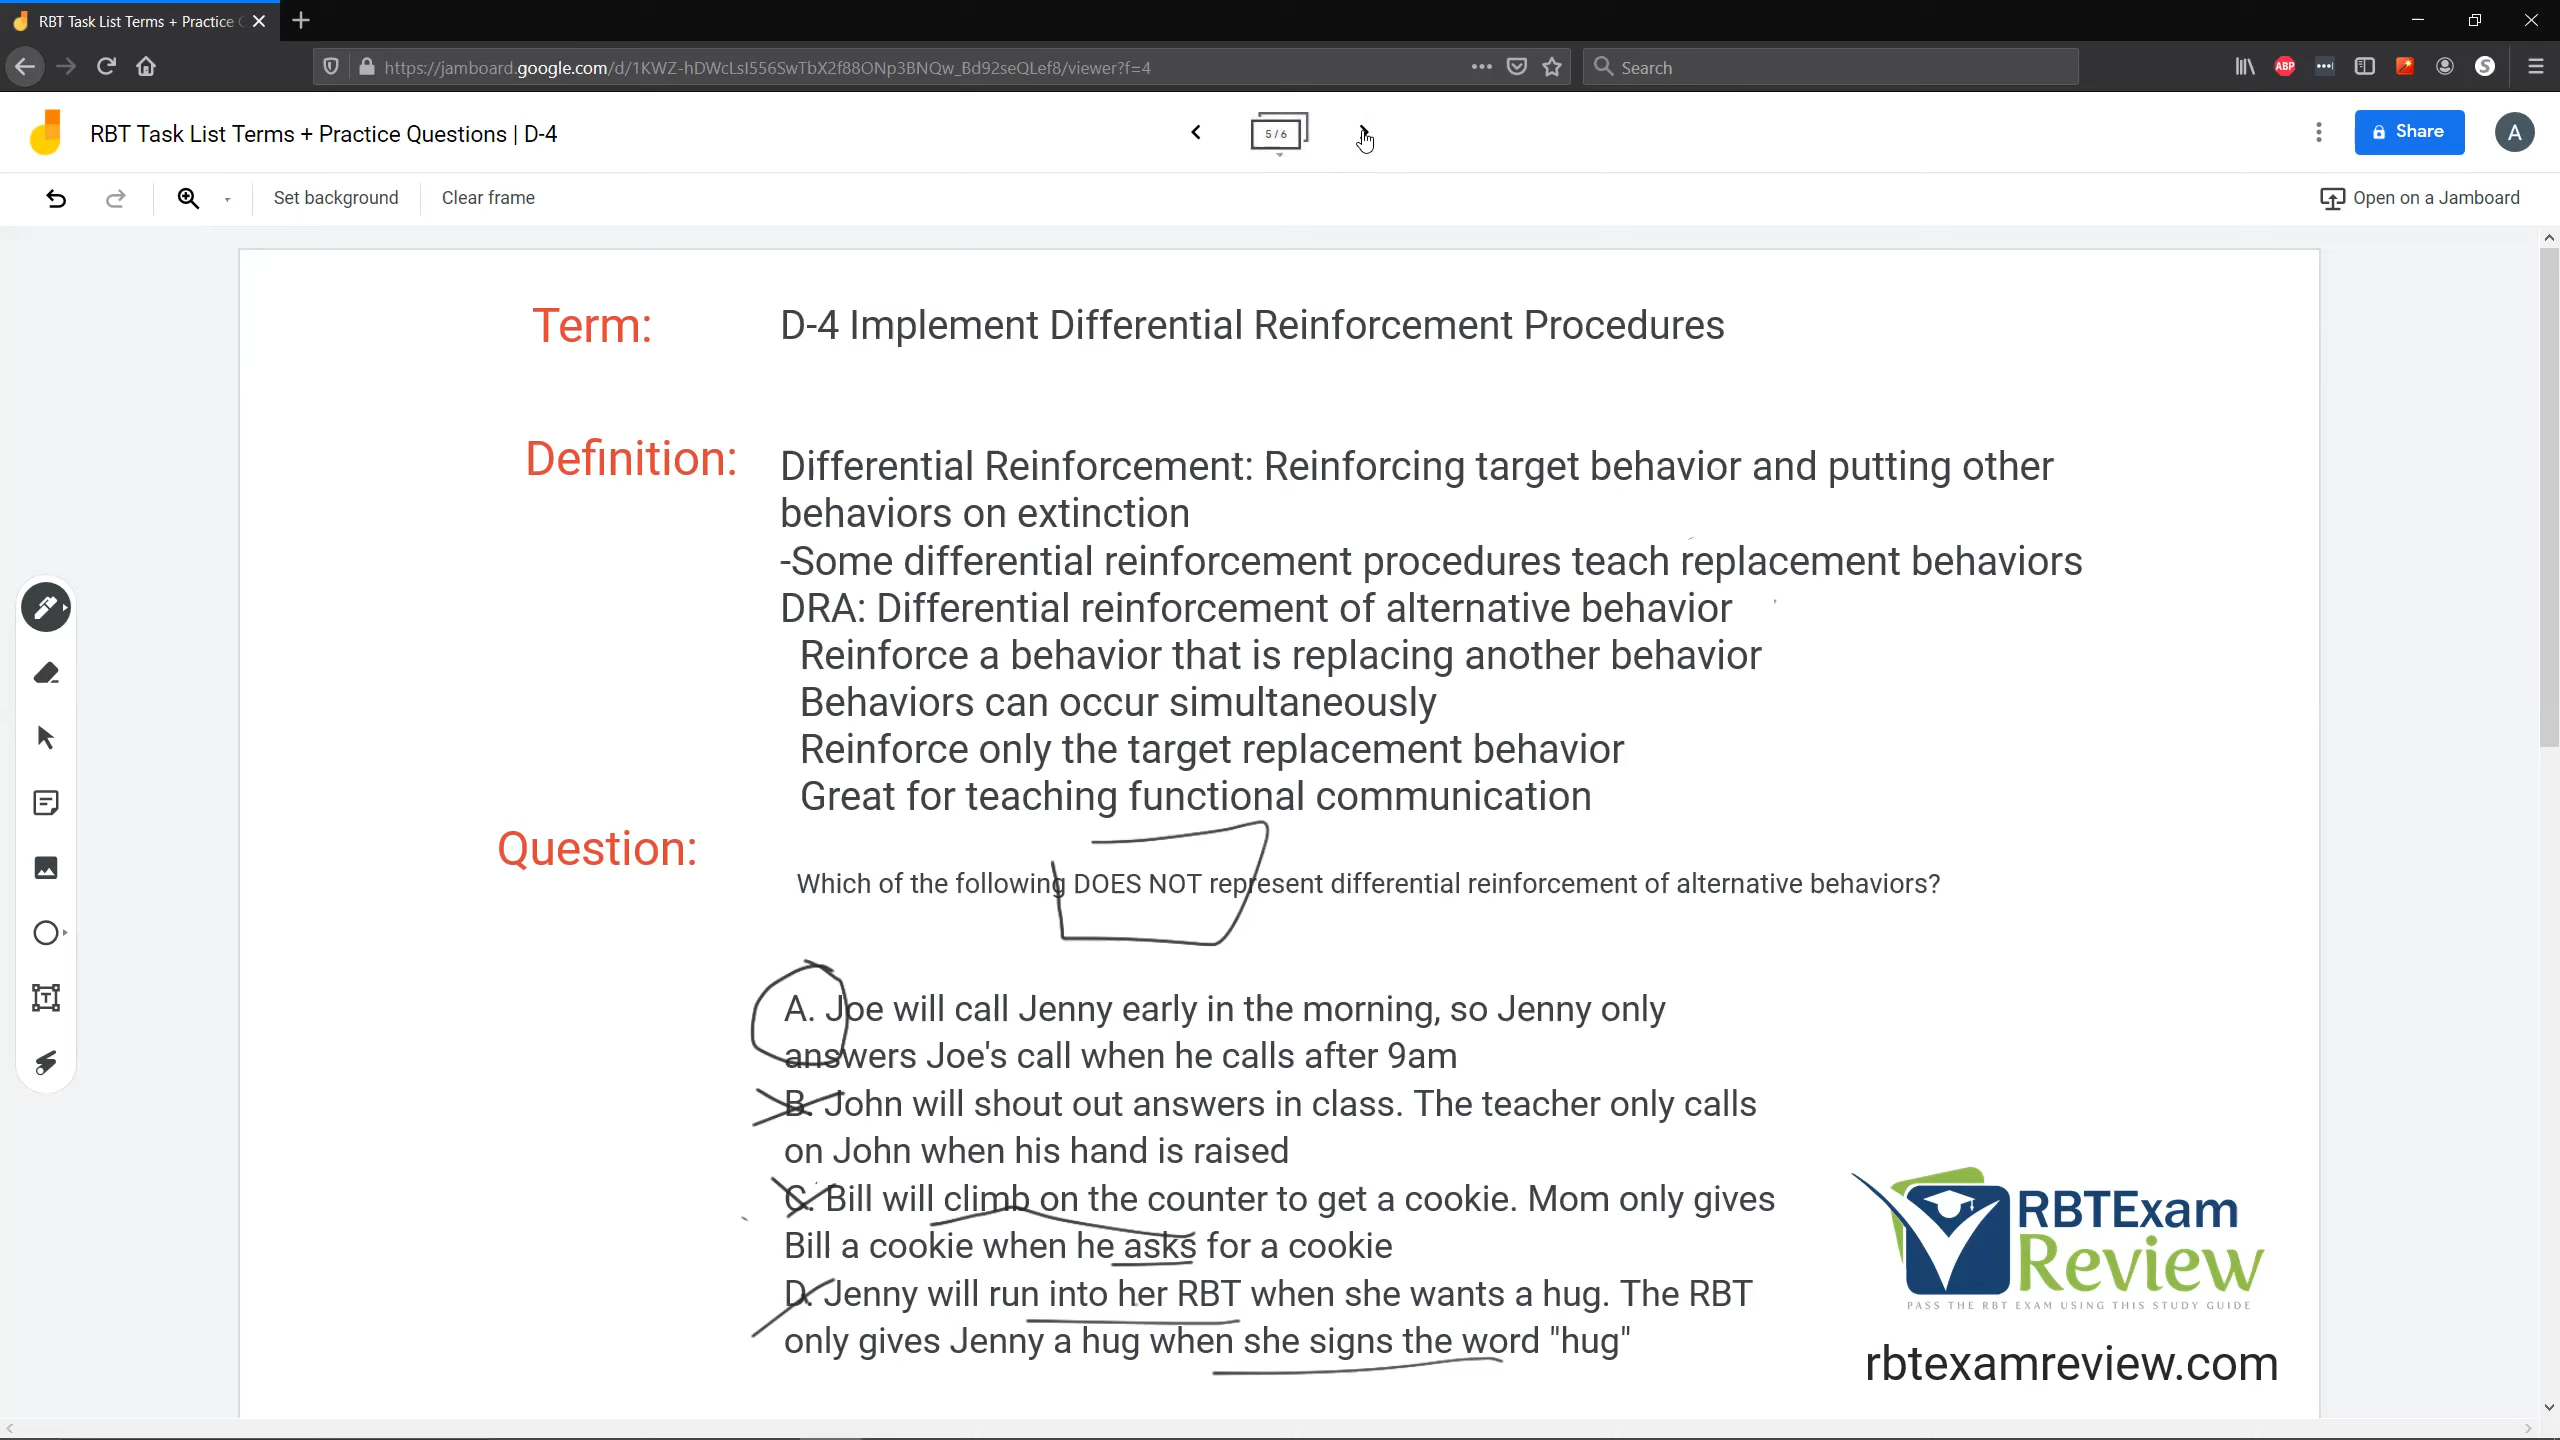 RBT Task List Terms + Practice
https://jamboard.google.com/d/1KWZ-hDWcLsI556SwTbX2f88ONp3BNQw_Bd92seQLef8/viewer?f=4
Search
ABP
S
RBT Task List Terms + Practice Questions | D-4
5 / 6
Share
A
Set background
Clear frame
Open on a Jamboard
Term:
D-4 Implement Differential Reinforcement Procedures
Definition:
Differential Reinforcement: Reinforcing target behavior and putting other
behaviors on extinction
-Some differential reinforcement procedures teach replacement behaviors
DRA: Differential reinforcement of alternative behavior
Reinforce a behavior that is replacing another behavior
Behaviors can occur simultaneously
Reinforce only the target replacement behavior
Great for teaching functional communication
Question:
Which of the following DOES NOT represent differential reinforcement of alternative behaviors?
A. Joe will call Jenny early in the morning, so Jenny only
answers Joe's call when he calls after 9am
B. John will shout out answers in class. The teacher only calls
on John when his hand is raised
C. Bill will climb on the counter to get a cookie. Mom only gives
Bill a cookie when he asks for a cookie
D. Jenny will run into her RBT when she wants a hug. The RBT
only gives Jenny a hug when she signs the word "hug"
RBTExam
Review
PASS THE RBT EXAM USING THIS STUDY GUIDE
rbtexamreview.com